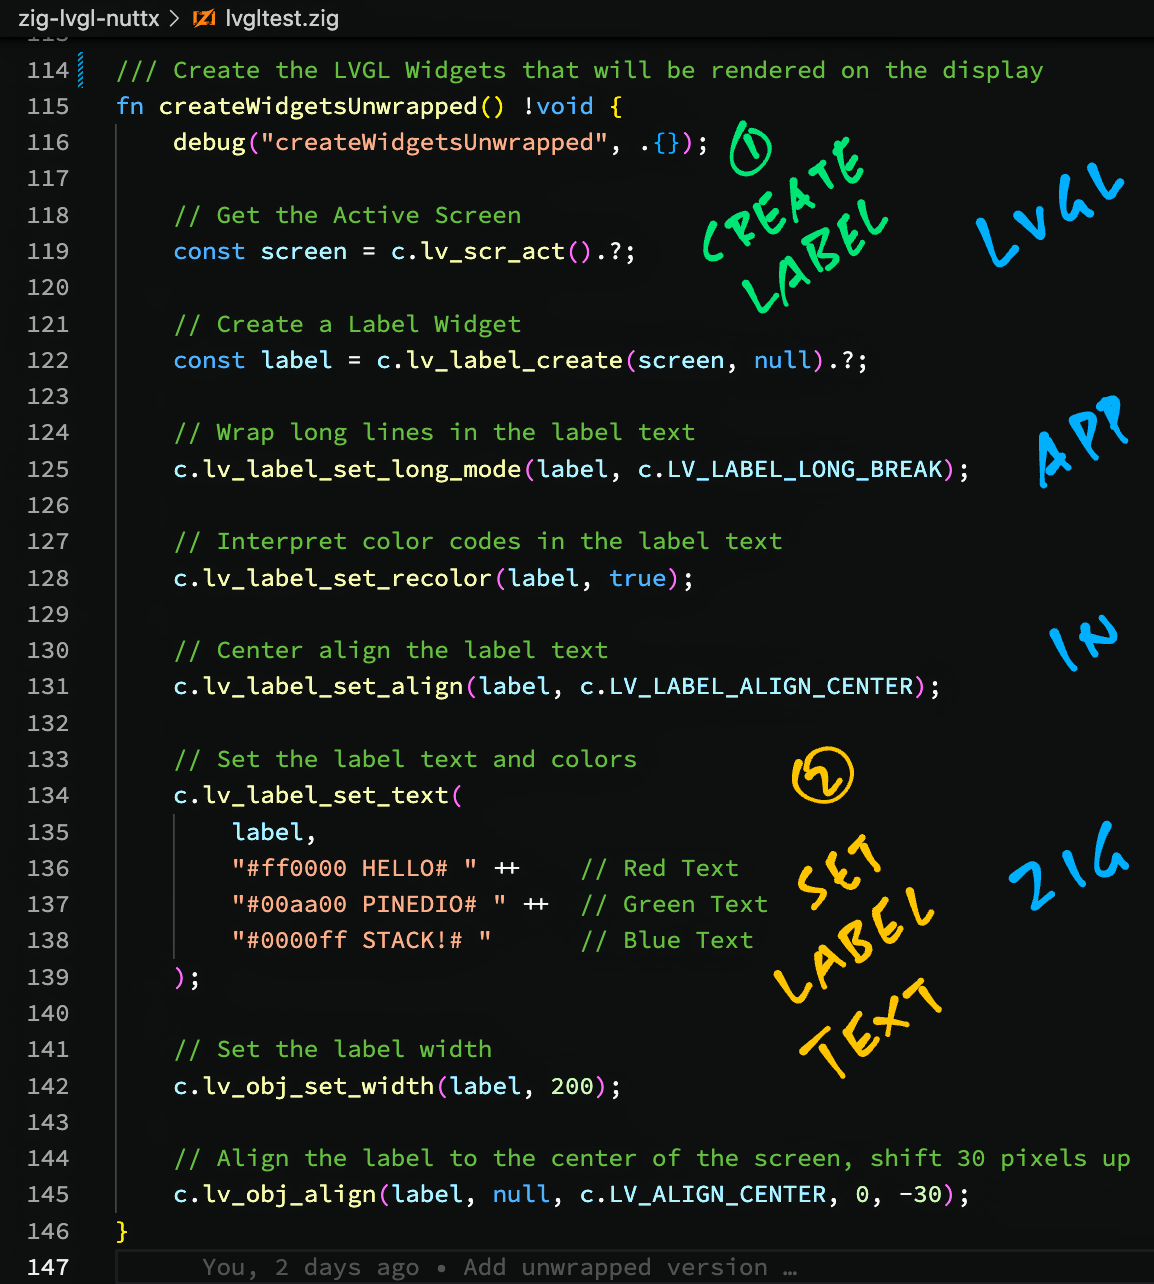 zig-lvgl-nuttx > lvgltest.zig
114 /// Create the LVGL Widgets that will be rendered on the display
115 fn createWidgetsUnwrapped() !void {
116 debug("createWidgetsUnwrapped", .{});
117
118 // Get the Active Screen
119 const screen = c.lv_scr_act().?;
120
121 // Create a Label Widget
122 const label = c.lv_label_create(screen, null).?;
123
124 // Wrap long lines in the label text
125 c.lv_label_set_long_mode(label, c.LV_LABEL_LONG_BREAK);
126
127 // Interpret color codes in the label text
128 c.lv_label_set_recolor(label, true);
129
130 // Center align the label text
131 c.lv_label_set_align(label, c.LV_LABEL_ALIGN_CENTER);
132
133 // Set the label text and colors
134 c.lv_label_set_text(
135 label,
136 "#ff0000 HELLO# " ++ // Red Text
137 "#00aa00 PINEDIO# " ++ // Green Text
138 "#0000ff STACK!# " // Blue Text
139 );
140
141 // Set the label width
142 c.lv_obj_set_width(label, 200);
143
144 // Align the label to the center of the screen, shift 30 pixels up
145 c.lv_obj_align(label, null, c.LV_ALIGN_CENTER, 0, -30);
146 }
147 You, 2 days ago • Add unwrapped version …
1
CREATE
LABEL
LVGL
APP
IN
ZIG
2
SET
LABEL
TEXT